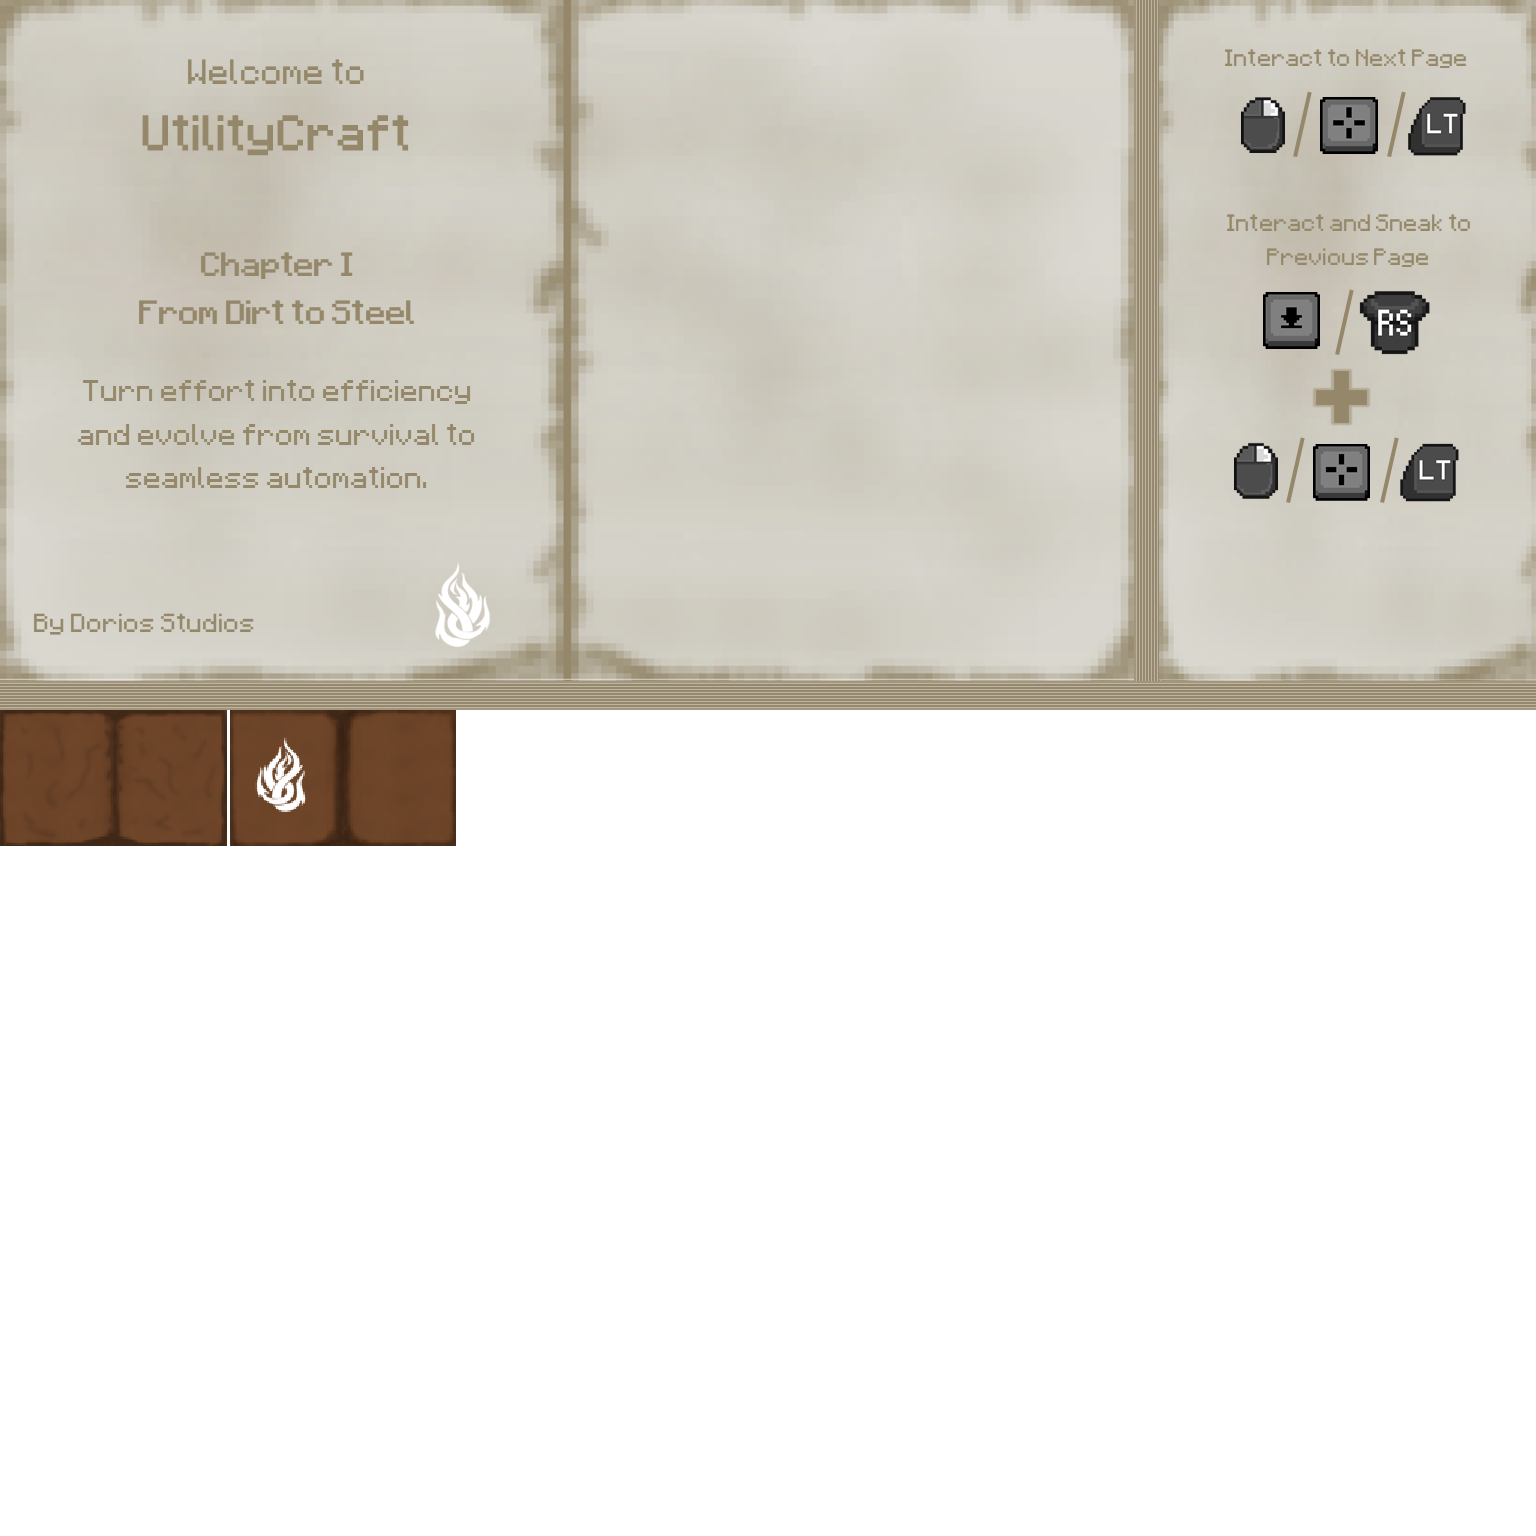 Welcome to
UtilityCraft
Chapter I
From Dirt to Steel
Turn effort into efficiency
and evolve from survival to
seamless automation.
By Dorios Studios
Interact to Next Page
LT
Interact and Sneak to
Previous Page
RS
LT